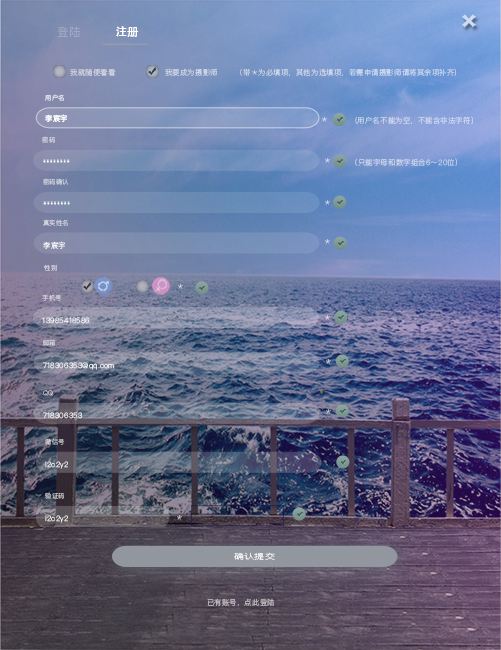 登陆 注册
我就随便看看 我要成为摄影师 （带*为必填项，其他为选填项，若需申请摄影师请将其余项补齐）
用户名
李宸宇 * （用户名不能为空，不能含非法字符）
密码
******** * （只能字母和数字组合6~20位）
密码确认
******** *
真实姓名
李宸宇 *
性别
*
手机号
13985418586 *
邮箱
718306353@qq.com *
QQ
718306353 *
微信号
l2o2y2
验证码
l2o2y2 *
确认提交
已有账号，点此登陆